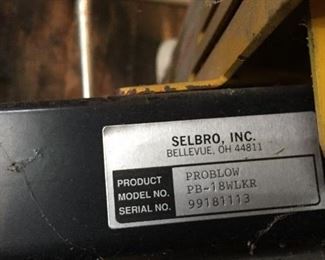 SELBRO, INC.
BELLEVUE, OH 44811
PRODUCT PROBLOW
MODEL NO. PB-18WLKR
SERIAL NO. 99181113